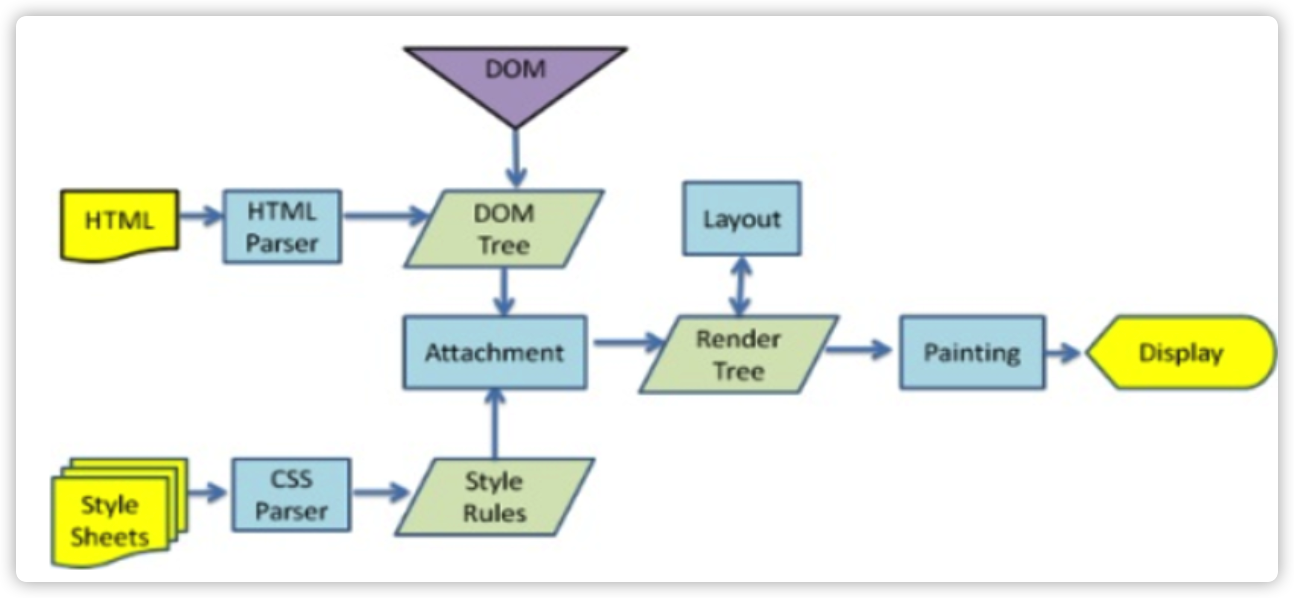 DOM
HTML
HTML
Parser
DOM
Tree
Layout
Attachment
Render
Tree
Painting
Display
Style
Sheets
CSS
Parser
Style
Rules